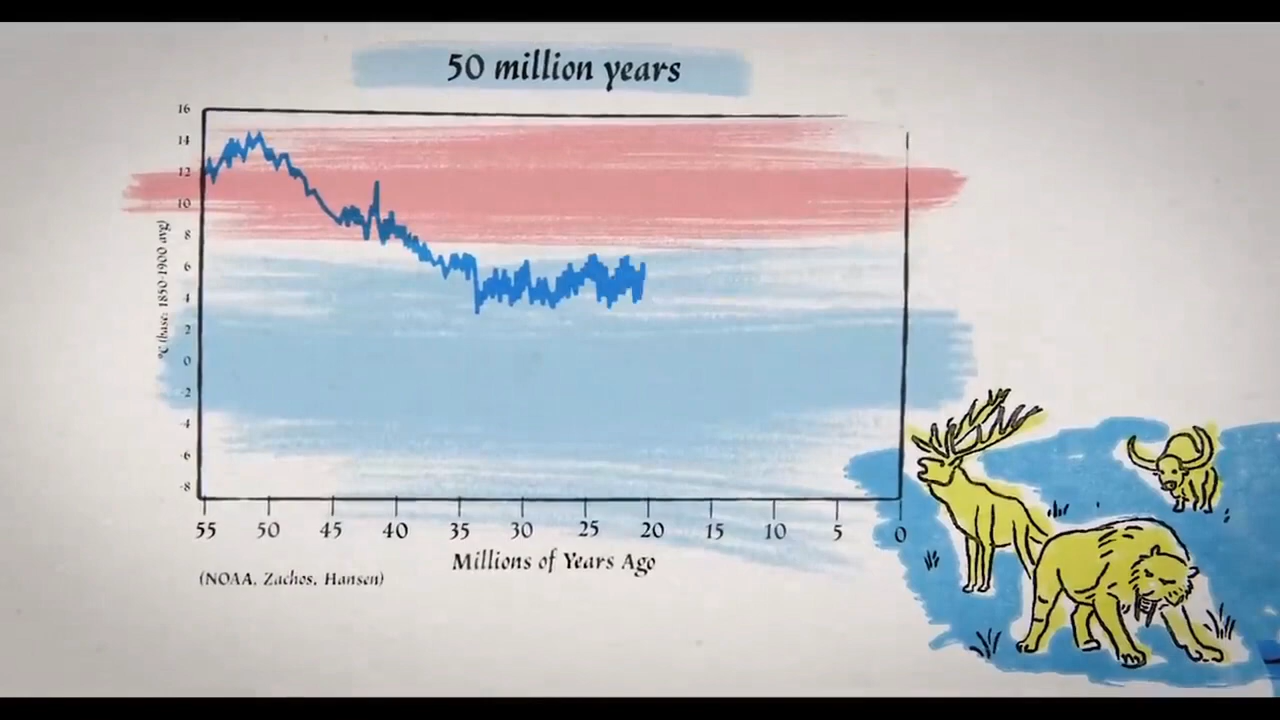 50 million years
16
14
12
10
8
6
4
2
0
-2
-4
-6
-8
°C (base: 1850-1900 avg)
55 50 45 40 35 30 25 20 15 10 5 0
Millions of Years Ago
(NOAA, Zachos, Hansen)